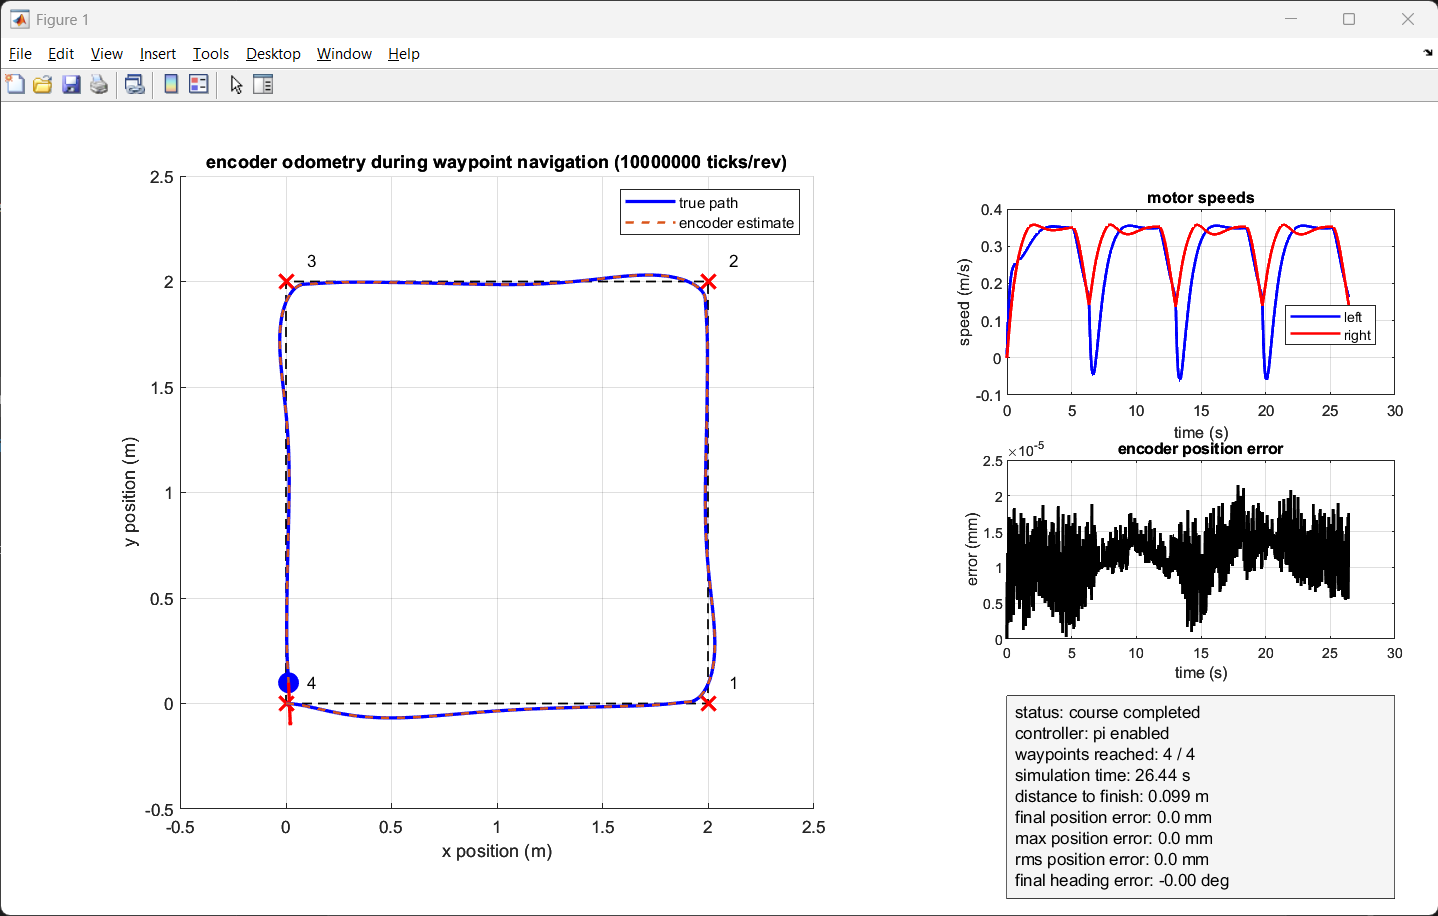 Figure 1
File Edit View Insert Tools Desktop Window Help
encoder odometry during waypoint navigation (10000000 ticks/rev)
2.5
2
1.5
1
0.5
0
-0.5
-0.5 0 0.5 1 1.5 2 2.5
x position (m)
y position (m)
true path
encoder estimate
3
2
4
1
motor speeds
0.4
0.3
0.2
0.1
0
-0.1
0 5 10 15 20 25 30
time (s)
speed (m/s)
left
right
encoder position error
×10-5
2.5
2
1.5
1
0.5
0
0 5 10 15 20 25 30
time (s)
error (mm)
status: course completed
controller: pi enabled
waypoints reached: 4 / 4
simulation time: 26.44 s
distance to finish: 0.099 m
final position error: 0.0 mm
max position error: 0.0 mm
rms position error: 0.0 mm
final heading error: -0.00 deg